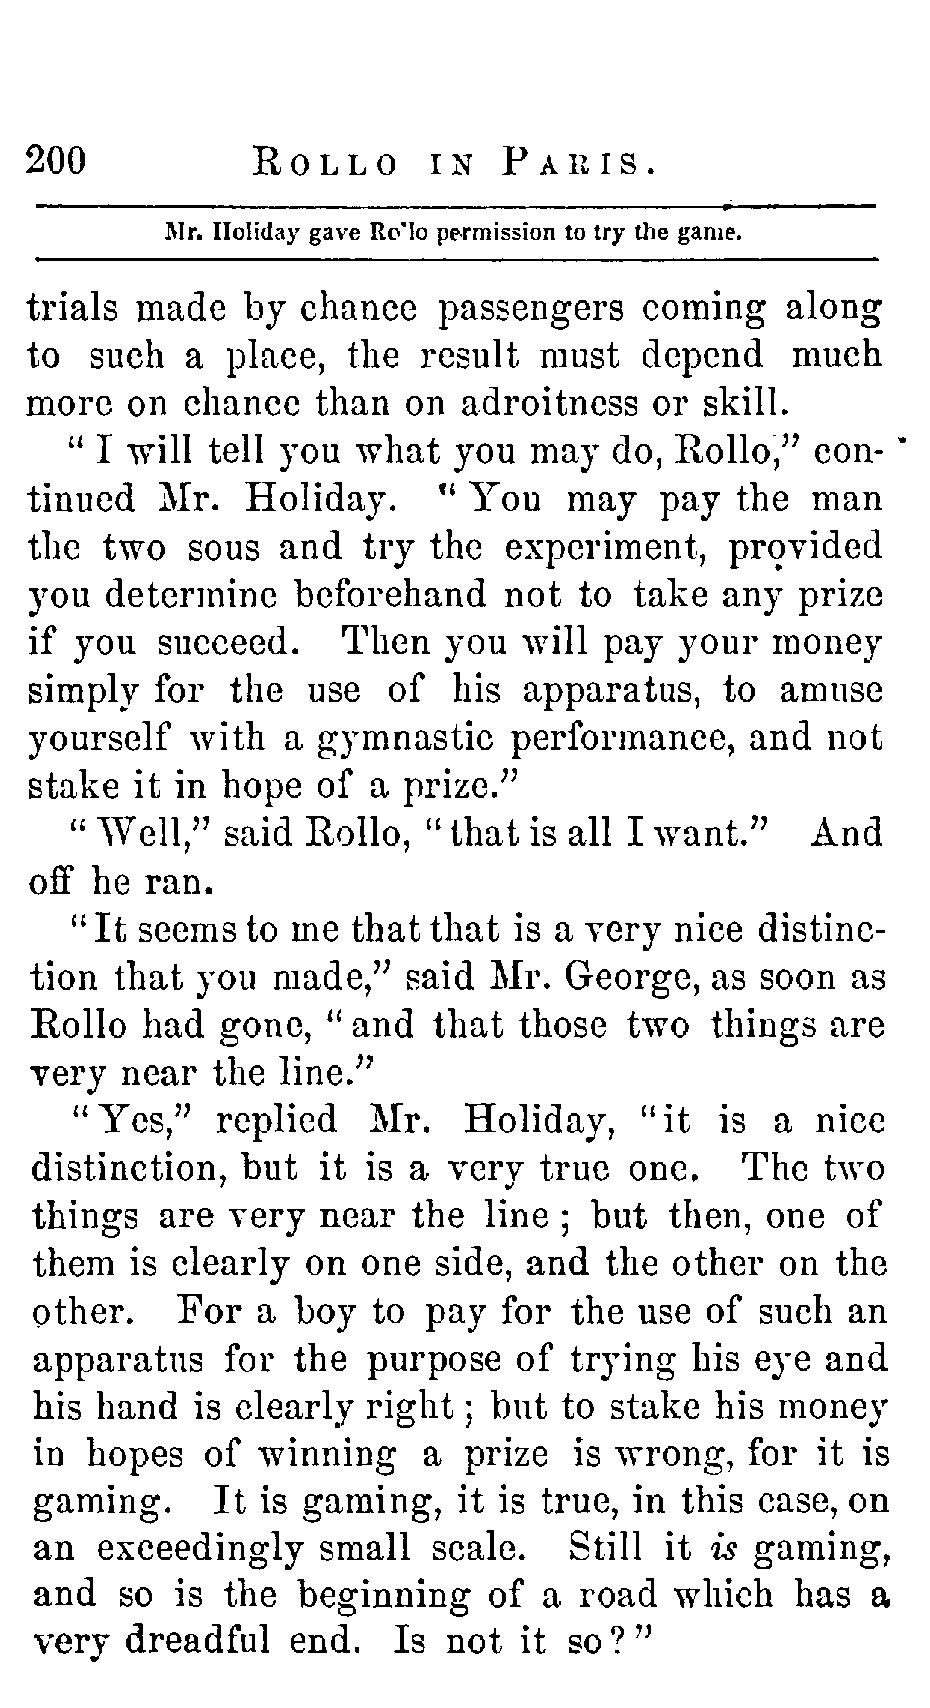 200 ROLLO IN PARIS.
Mr. Holiday gave Rollo permission to try the game.
trials made by chance passengers coming along
to such a place, the result must depend much
more on chance than on adroitness or skill.
" I will tell you what you may do, Rollo," con-
tinued Mr. Holiday. " You may pay the man
the two sous and try the experiment, provided
you determine beforehand not to take any prize
if you succeed. Then you will pay your money
simply for the use of his apparatus, to amuse
yourself with a gymnastic performance, and not
stake it in hope of a prize."
" Well," said Rollo, " that is all I want." And
off he ran.
" It seems to me that that is a very nice distinc-
tion that you made," said Mr. George, as soon as
Rollo had gone, " and that those two things are
very near the line."
" Yes," replied Mr. Holiday, "it is a nice
distinction, but it is a very true one. The two
things are very near the line ; but then, one of
them is clearly on one side, and the other on the
other. For a boy to pay for the use of such an
apparatus for the purpose of trying his eye and
his hand is clearly right ; but to stake his money
in hopes of winning a prize is wrong, for it is
gaming. It is gaming, it is true, in this case, on
an exceedingly small scale. Still it is gaming,
and so is the beginning of a road which has a
very dreadful end. Is not it so ? "